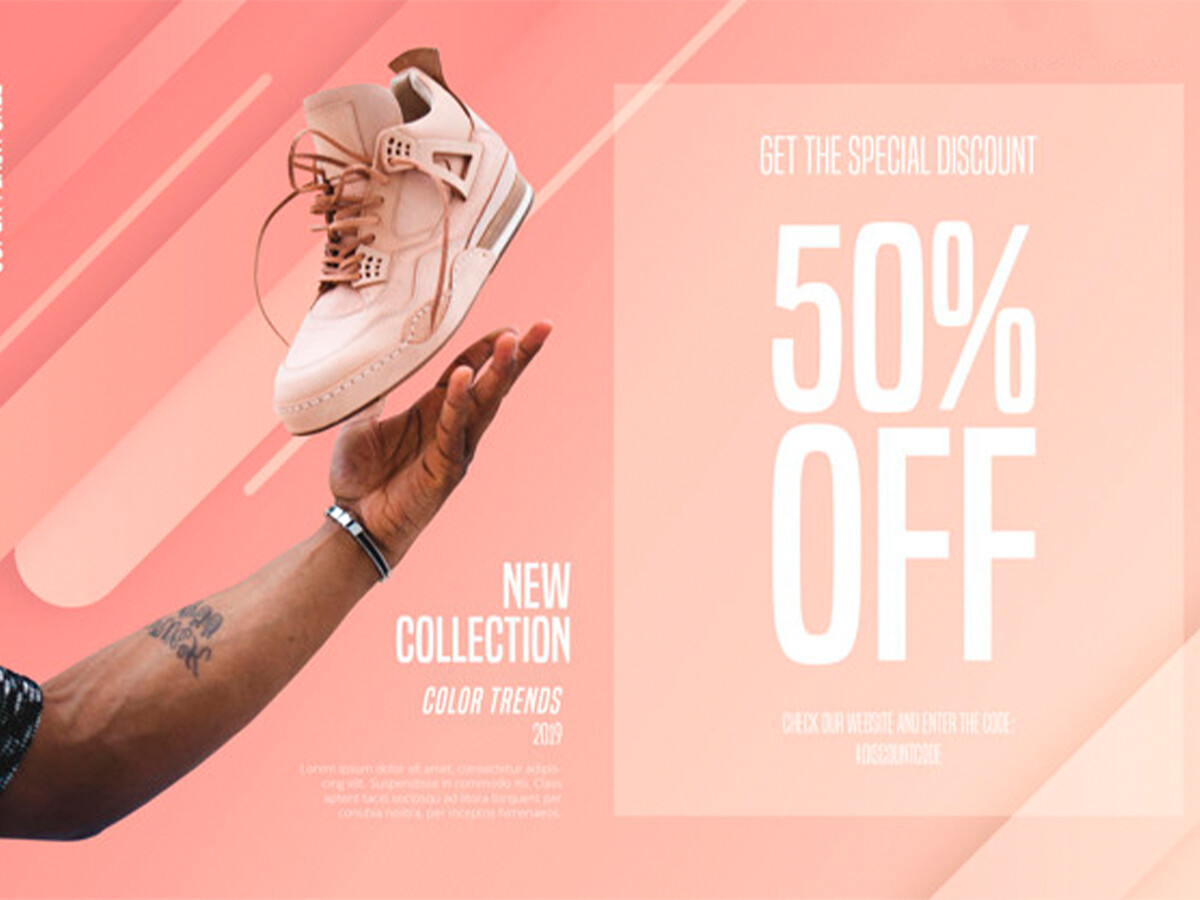 NEW
COLLECTION
COLOR TRENDS
2019
Lorem ipsum dolor sit amet, consectetur adipis-
cing elit. Suspendisse in commodo mi. Class
aptent taciti sociosqu ad litora torquent per
conubia nostra, per inceptos himenaeos.
GET THE SPECIAL DISCOUNT
50%
OFF
CHECK OUR WEBSITE AND ENTER THE CODE:
#DISCOUNTCODE